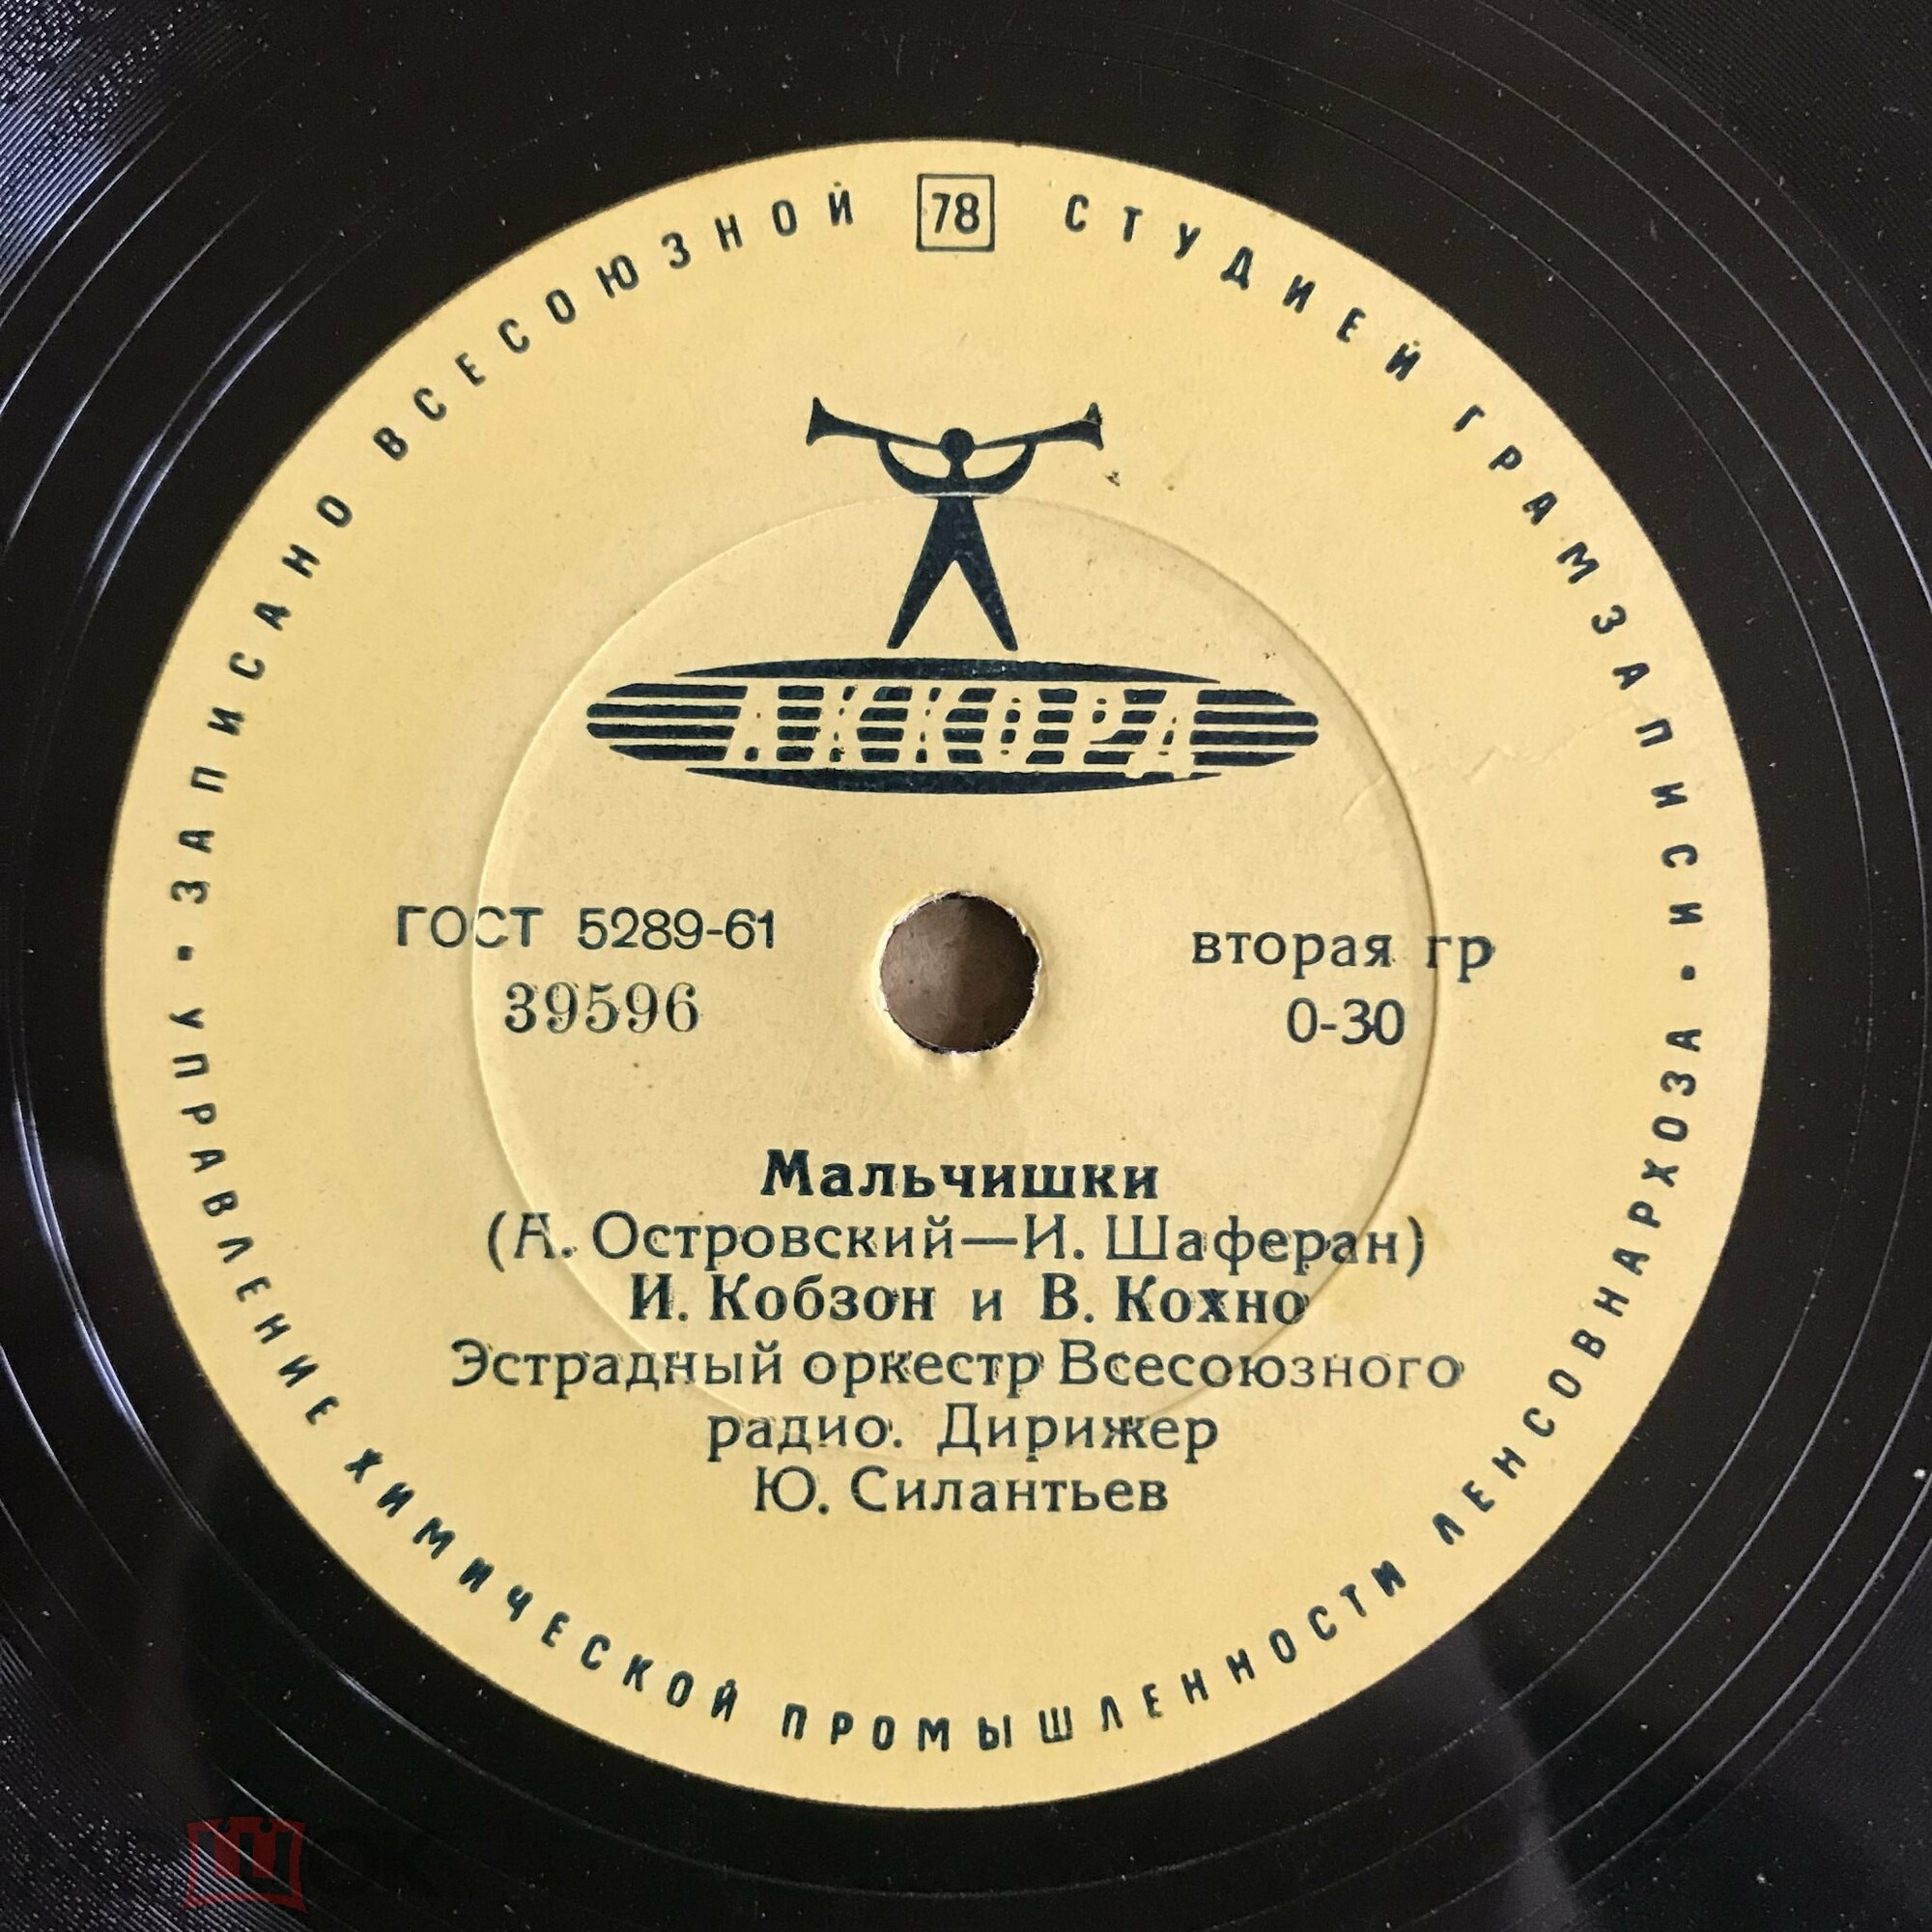 ЗАПИСАНО ВСЕСОЮЗНОЙ 78 СТУДИЕЙ ГРАМЗАПИСИ
АККОРД
ГОСТ 5289-61
39596
вторая гр
0-30
Мальчишки
(А. Островский—И. Шаферан)
И. Кобзон и В. Кохно
Эстрадный оркестр Всесоюзного
радио. Дирижер
Ю. Силантьев
УПРАВЛЕНИЕ ХИМИЧЕСКОЙ ПРОМЫШЛЕННОСТИ ЛЕНСОВНАРХОЗА